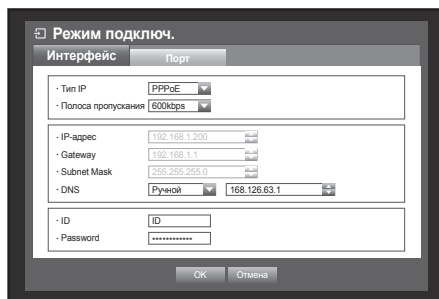 Режим подключ.
Интерфейс Порт
· Тип IP PPPoE
· Полоса пропускания 600kbps
· IP-адрес 192.168.1.200
· Gateway 192.168.1.1
· Subnet Mask 255.255.255.0
· DNS Ручной 168.126.63.1
· ID ID
· Password ************
OK Отмена